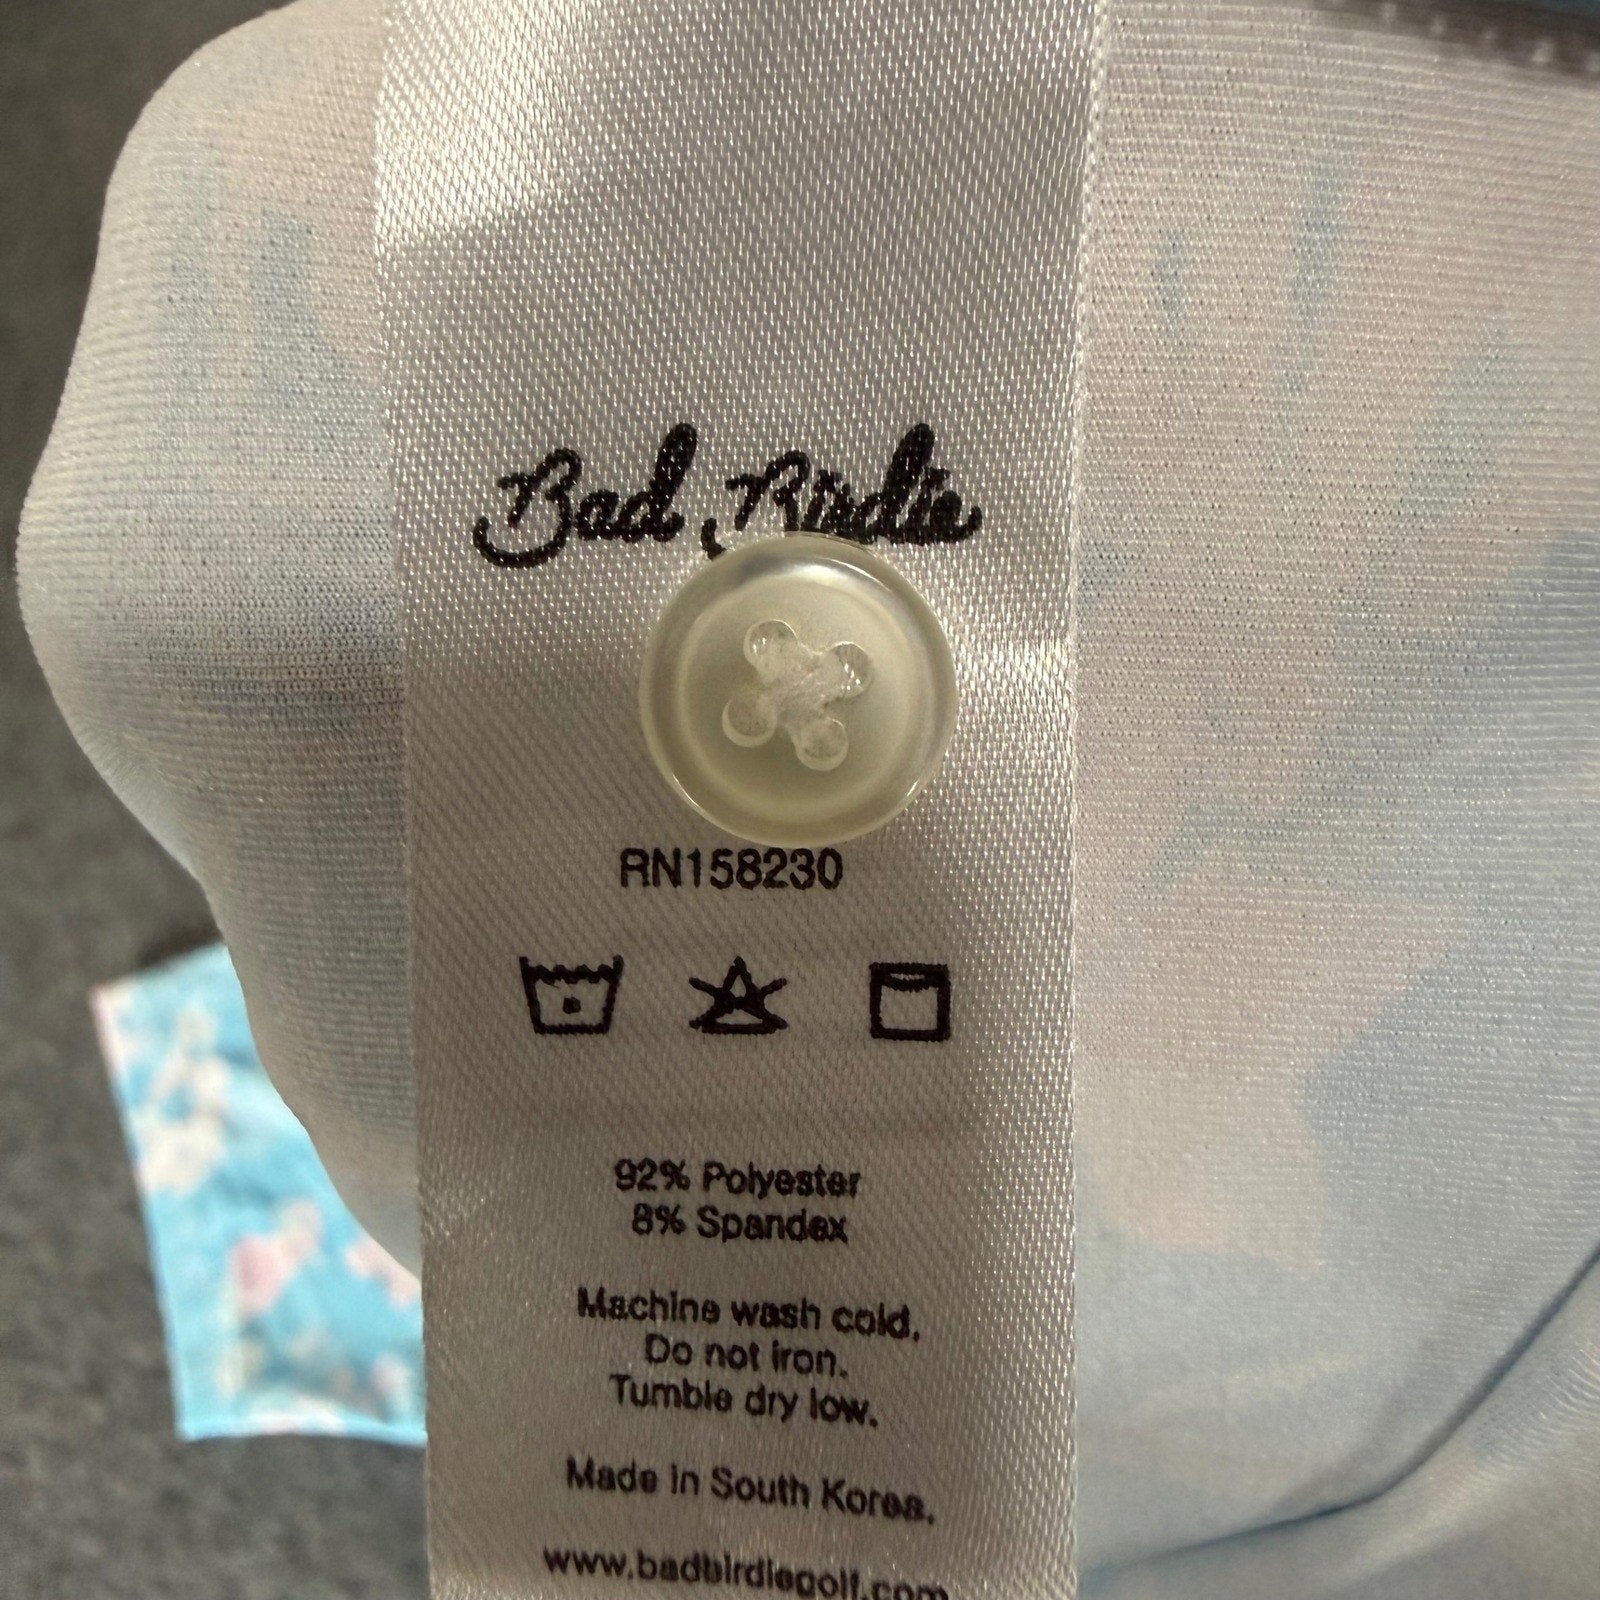 Bad Birdie
RN158230
92% Polyester
8% Spandex
Machine wash cold.
Do not iron.
Tumble dry low.
Made in South Korea.
www.badbirdiegolf.com